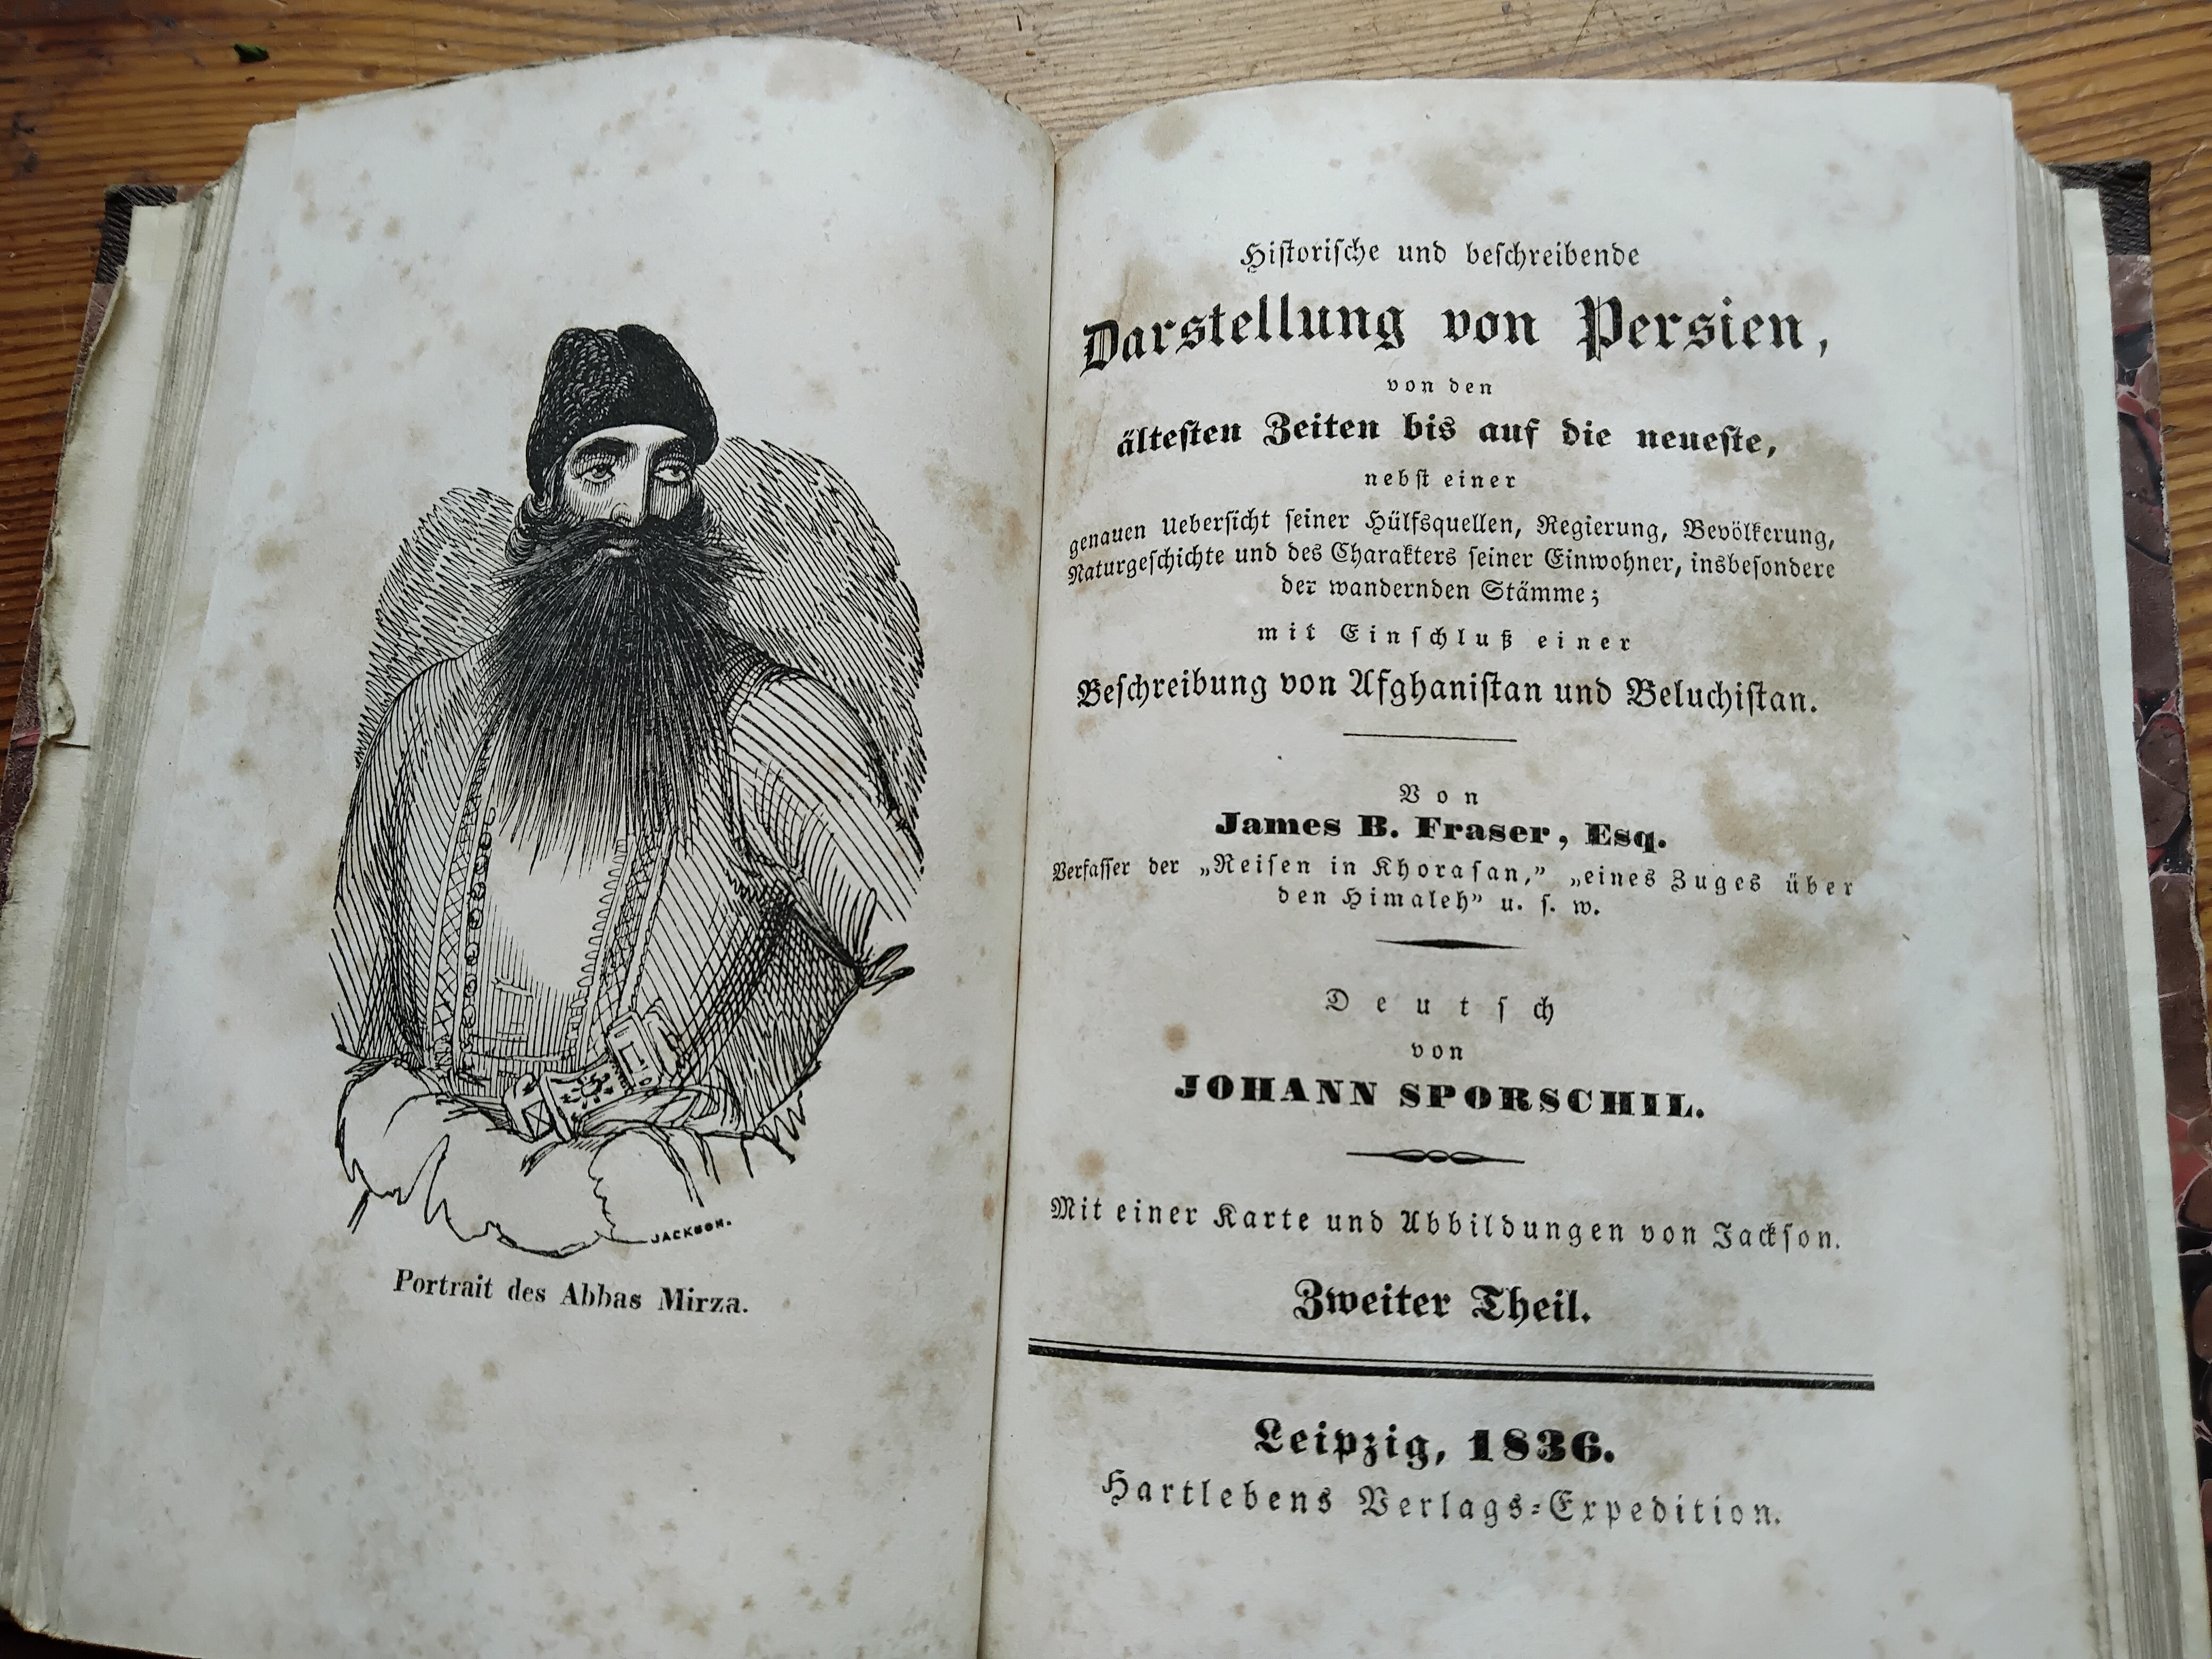 JACKSON.
Portrait des Abbas Mirza.
Historische und beschreibende
Darstellung von Persien,
von den
ältesten Zeiten bis auf die neueste,
nebst einer
genauen Uebersicht seiner Hülfsquellen, Regierung, Bevölkerung,
Naturgeschichte und des Charakters seiner Einwohner, insbesondere
der wandernden Stämme;
mit Einschluß einer
Beschreibung von Afghanistan und Beluchistan.
Von
James B. Fraser, Esq.
Verfasser der „Reisen in Khorasan,” „eines Zuges über
den Himaleh” u. s. w.
Deutsch
von
JOHANN SPORSCHIL.
Mit einer Karte und Abbildungen von Jackson.
Zweiter Theil.
Leipzig, 1836.
Hartlebens Verlags-Expedition.